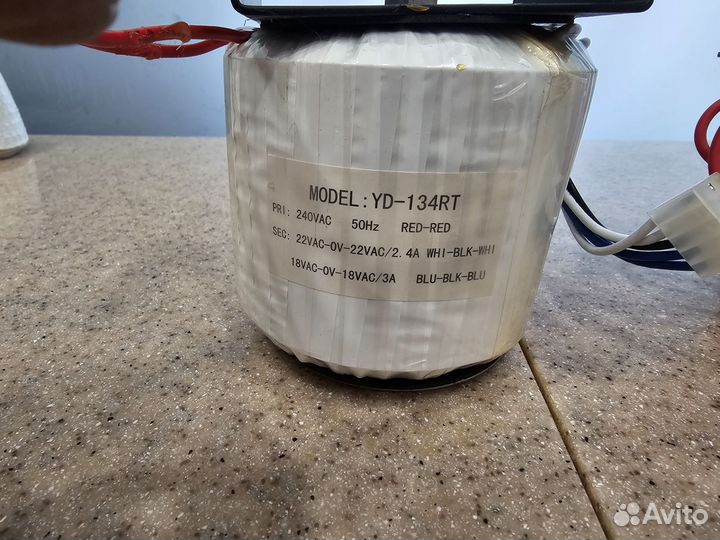 MODEL: YD-134RT
PRI: 240VAC 50Hz RED-RED
SEC: 22VAC-0V-22VAC/2.4A WHI-BLK-WHI
18VAC-0V-18VAC/3A BLU-BLK-BLU
Avito